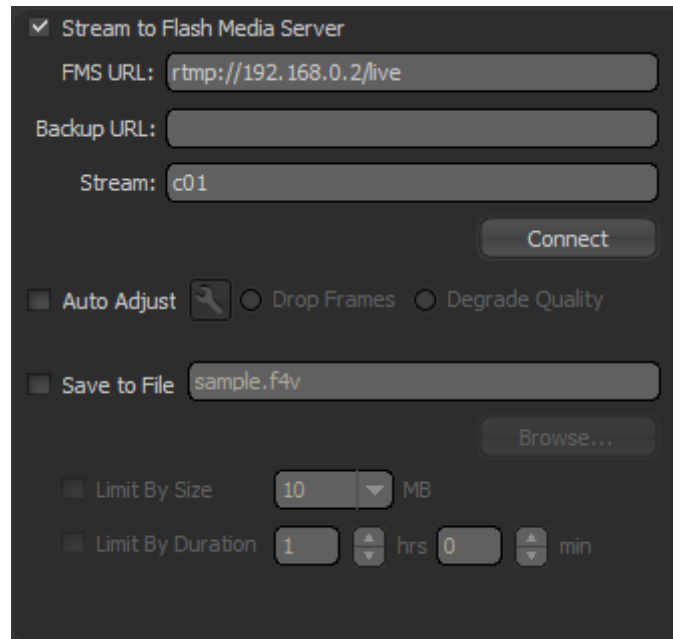 Stream to Flash Media Server
FMS URL: rtmp://192.168.0.2/live
Backup URL:
Stream: c01
Connect
Auto Adjust Drop Frames Degrade Quality
Save to File sample.f4v
Browse...
Limit By Size 10 MB
Limit By Duration 1 hrs 0 min